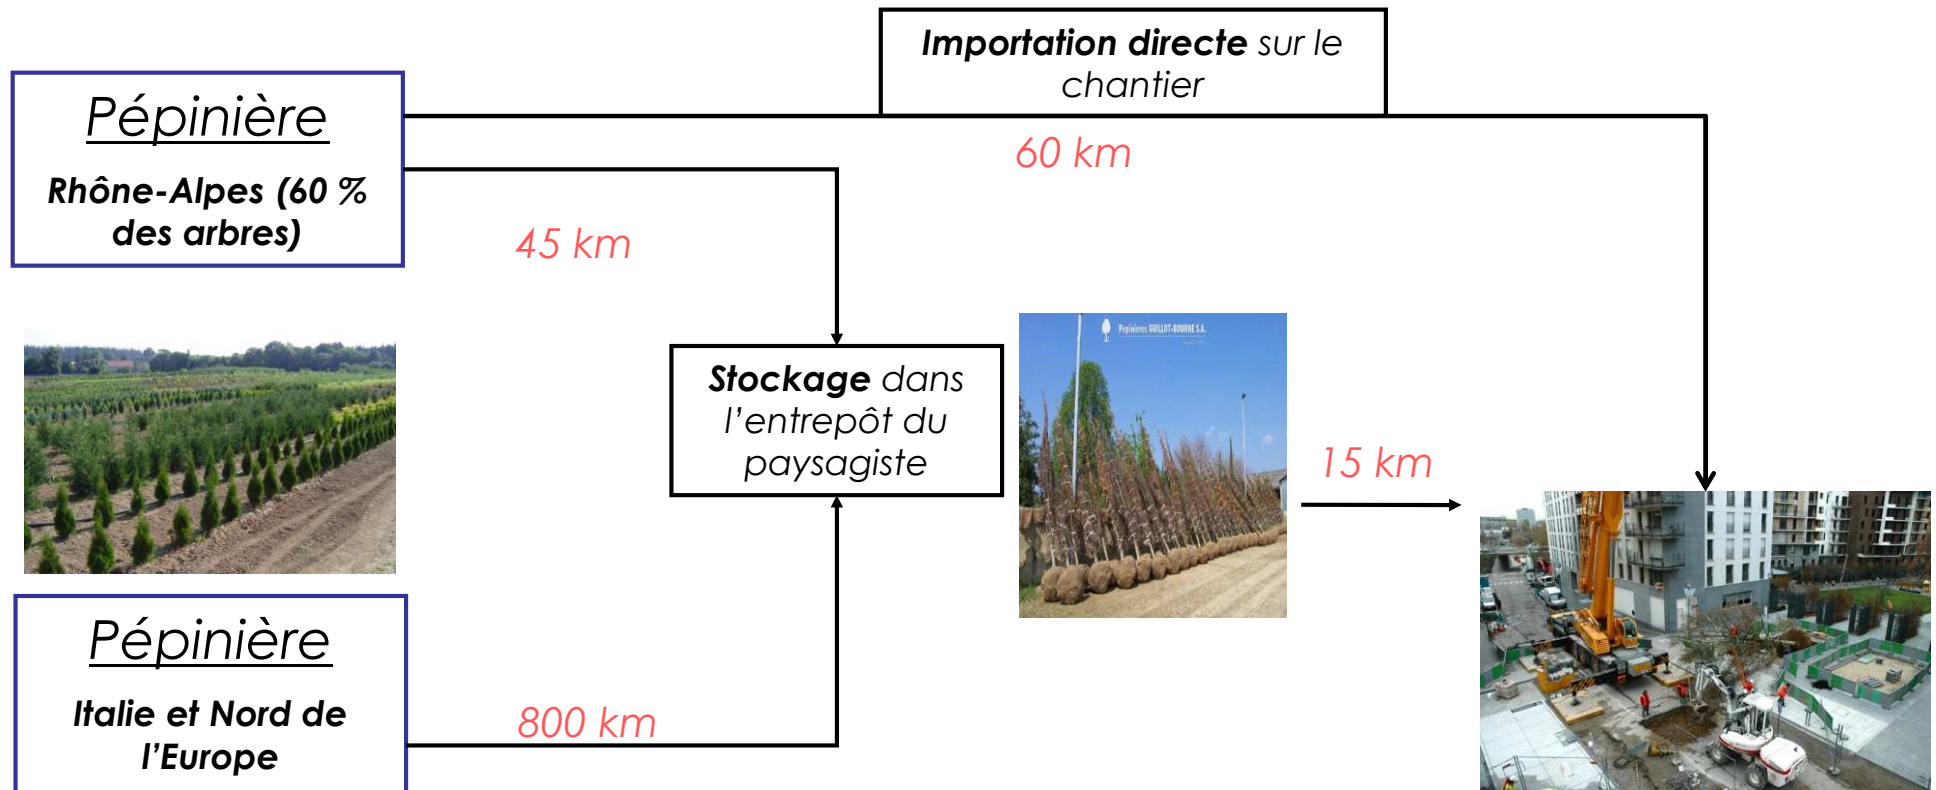 Importation directe sur le
chantier
Pépinière
Rhône-Alpes (60 %
des arbres)
60 km
45 km
Pépinières GUILLOT-BOURNE S.A.
Stockage dans
l'entrepôt du
paysagiste
15 km
Pépinière
Italie et Nord de
l'Europe
800 km